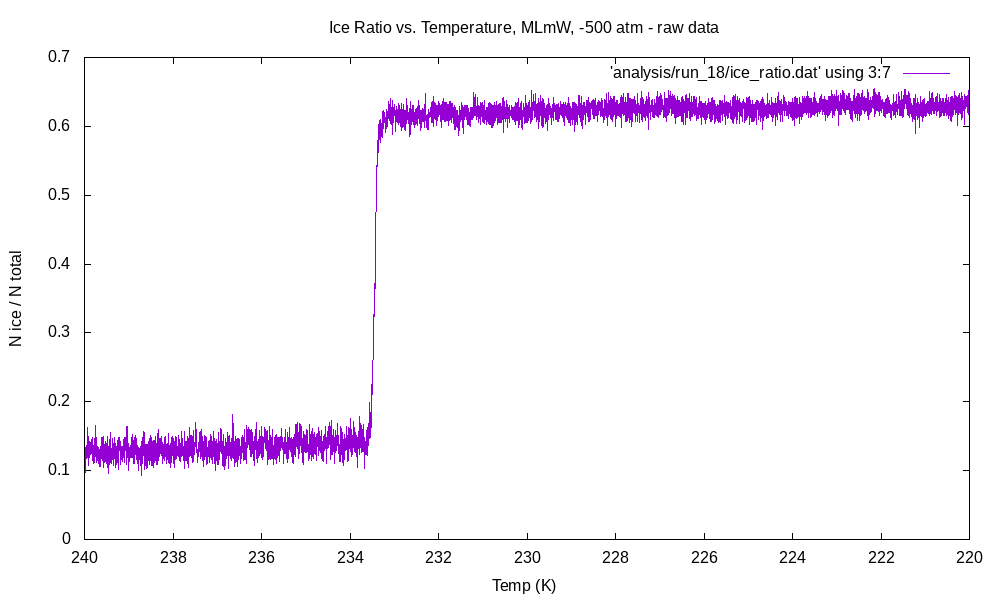 Ice Ratio vs. Temperature, MLmW, -500 atm - raw data
'analysis/run_18/ice_ratio.dat' using 3:7
0.7
0.6
0.5
0.4
0.3
0.2
0.1
0
N ice / N total
240 238 236 234 232 230 228 226 224 222 220
Temp (K)